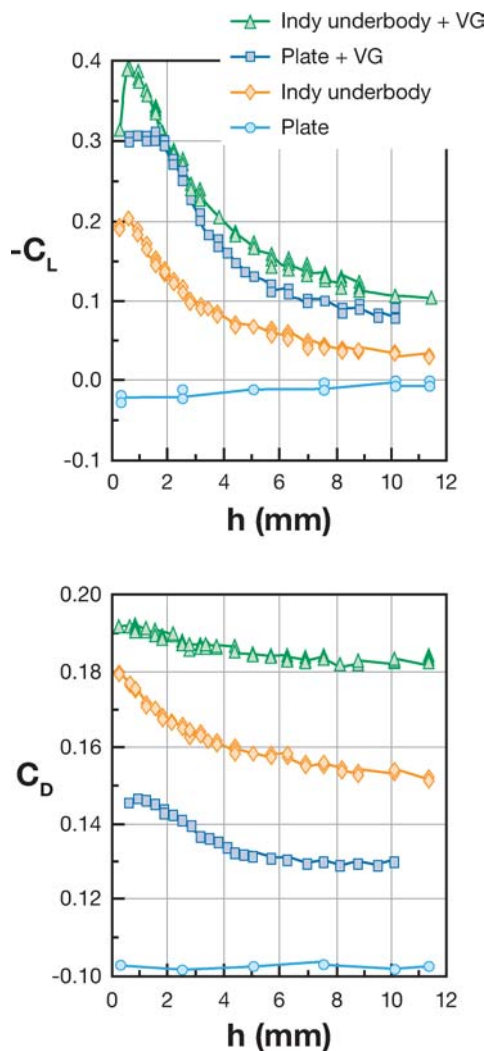 Indy underbody + VG
Plate + VG
Indy underbody
Plate
0.4
0.3
0.2
0.1
0.0
-0.1
-CL
0 2 4 6 8 10 12
h (mm)
0.20
0.18
0.16
0.14
0.12
-0.10
CD
0 2 4 6 8 10 12
h (mm)